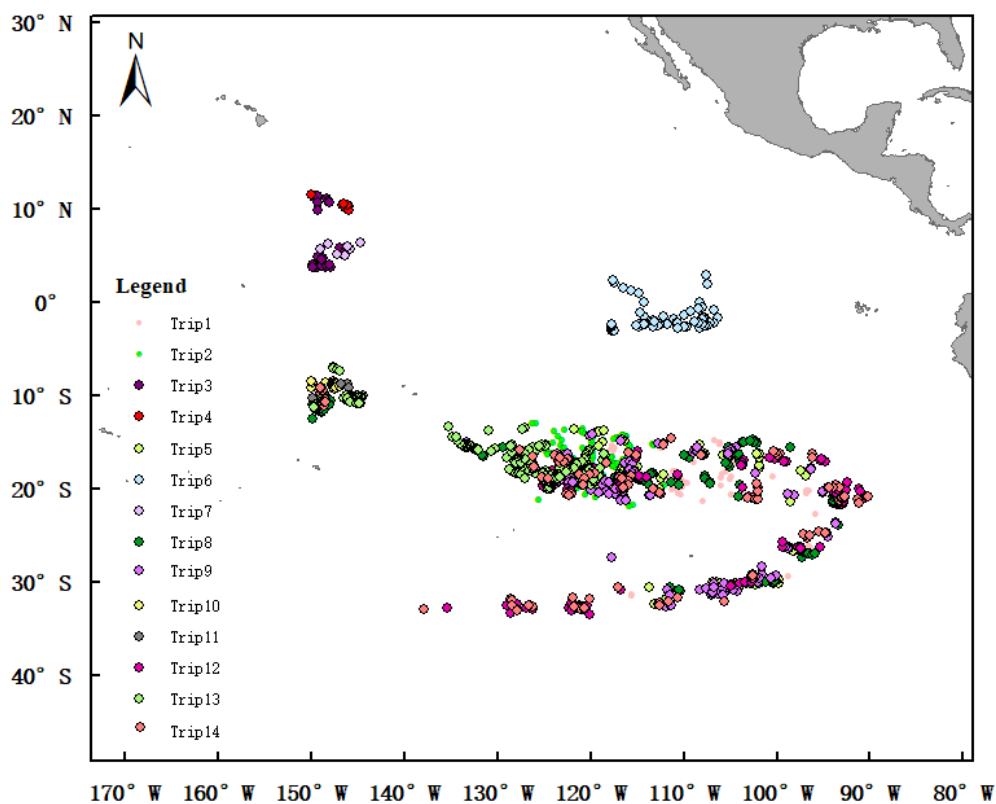 30° N
N
20° N
10° N
Legend
0°
Trip1
Trip2
Trip3
10° S
Trip4
Trip5
Trip6
20° S
Trip7
Trip8
Trip9
30° S
Trip10
Trip11
Trip12
40° S
Trip13
Trip14
170° W 160° W 150° W 140° W 130° W 120° W 110° W 100° W 90° W 80° W